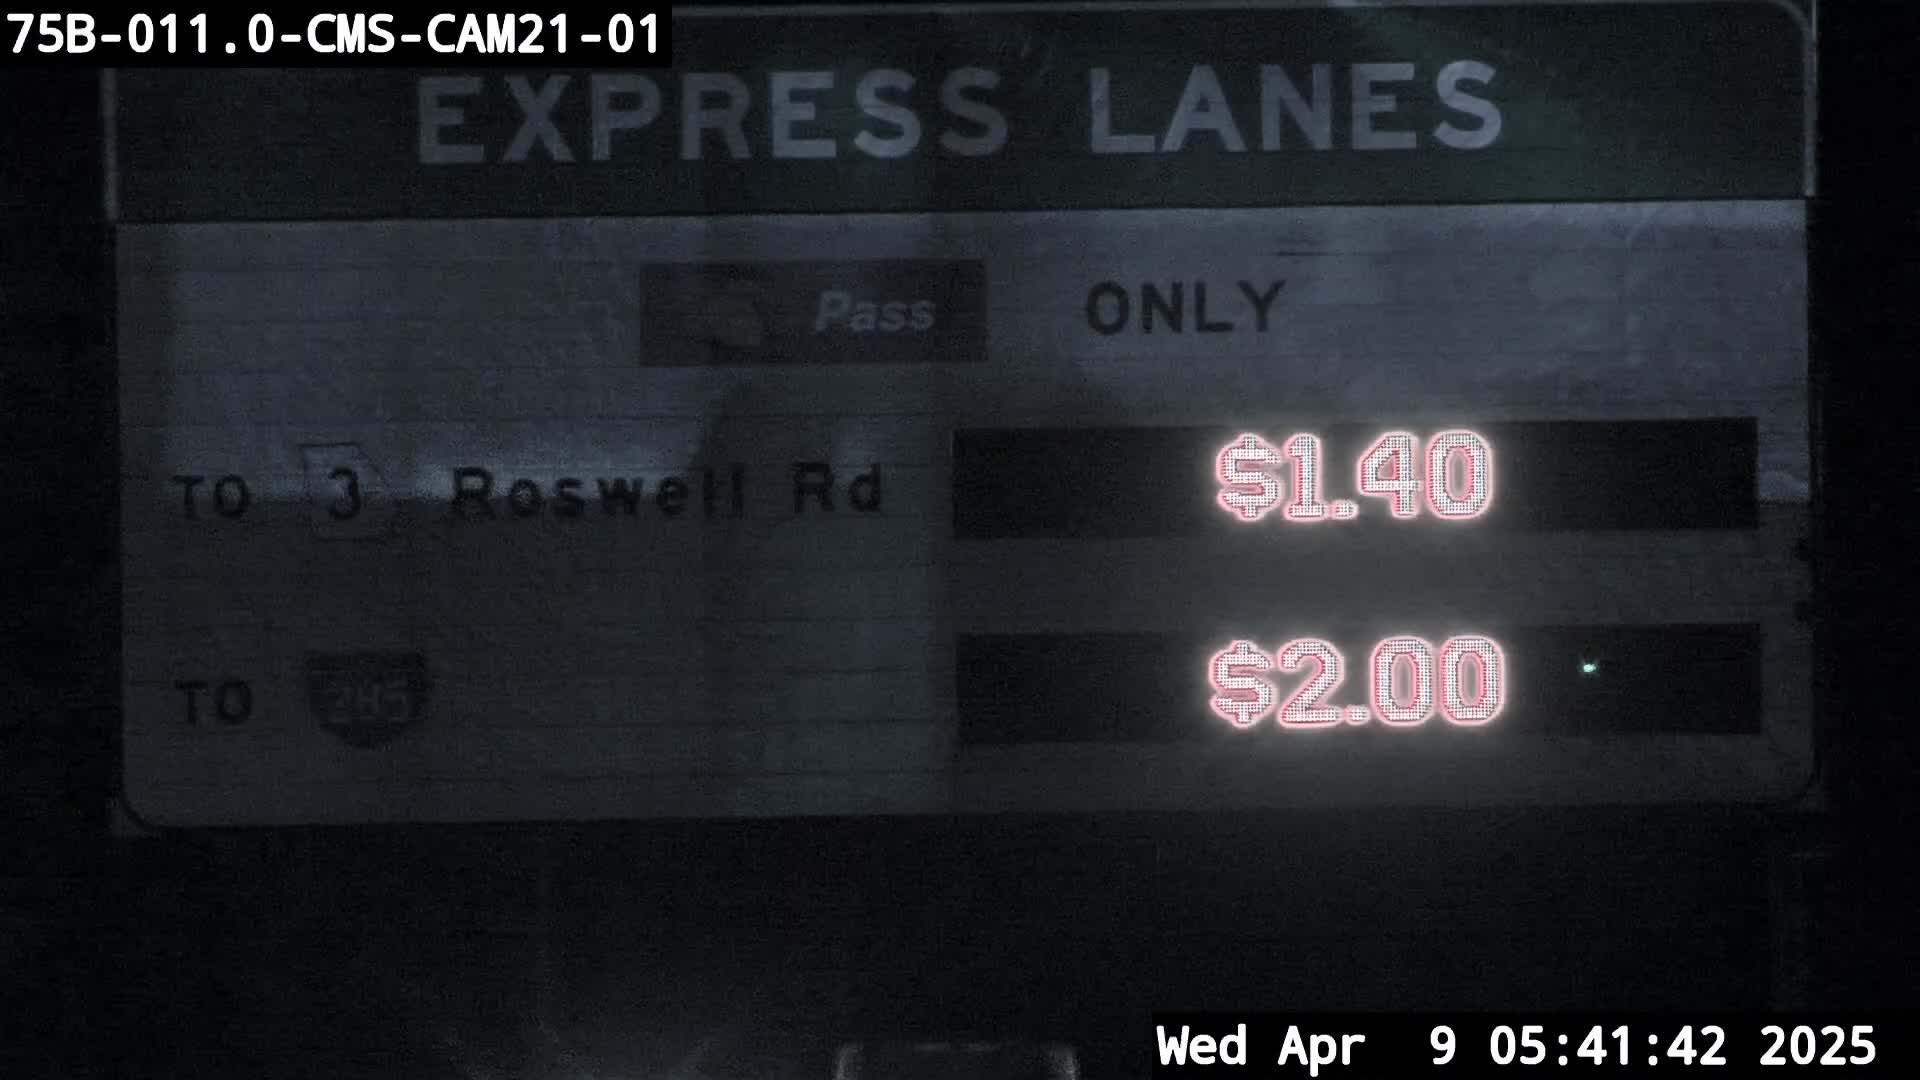 75B-011.0-CMS-CAM21-01
EXPRESS LANES
Pass ONLY
TO 3 Roswell Rd $1.40
TO 285 $2.00
Wed Apr 9 05:41:42 2025